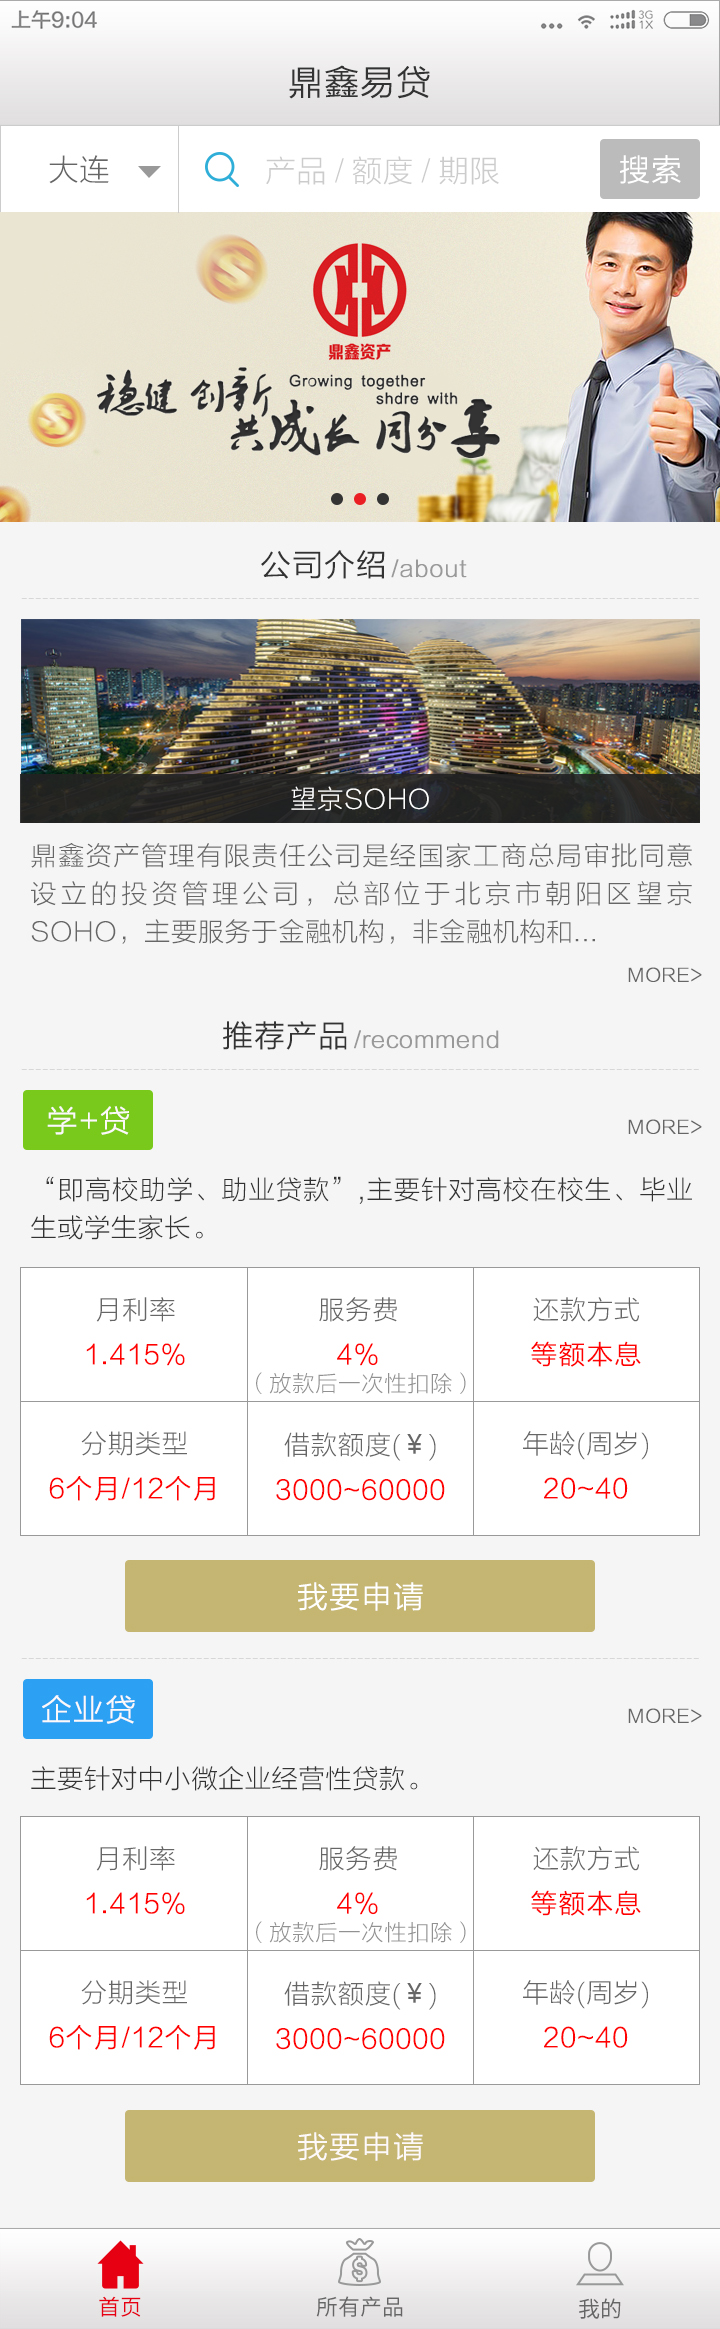 上午9:04
3G
1X
鼎鑫易贷
大连
产品 / 额度 / 期限
搜索
鼎鑫资产
稳健 创新
Growing together
shdre with
共成长 同分享
公司介绍/about
望京SOHO
鼎鑫资产管理有限责任公司是经国家工商总局审批同意
设立的投资管理公司，总部位于北京市朝阳区望京
SOHO，主要服务于金融机构，非金融机构和...
MORE>
推荐产品/recommend
学+贷
MORE>
“即高校助学、助业贷款”,主要针对高校在校生、毕业
生或学生家长。
月利率 服务费 还款方式
1.415% 4% 等额本息
（放款后一次性扣除）
分期类型 借款额度(¥) 年龄(周岁)
6个月/12个月 3000~60000 20~40
我要申请
企业贷
MORE>
主要针对中小微企业经营性贷款。
月利率 服务费 还款方式
1.415% 4% 等额本息
（放款后一次性扣除）
分期类型 借款额度(¥) 年龄(周岁)
6个月/12个月 3000~60000 20~40
我要申请
首页 所有产品 我的